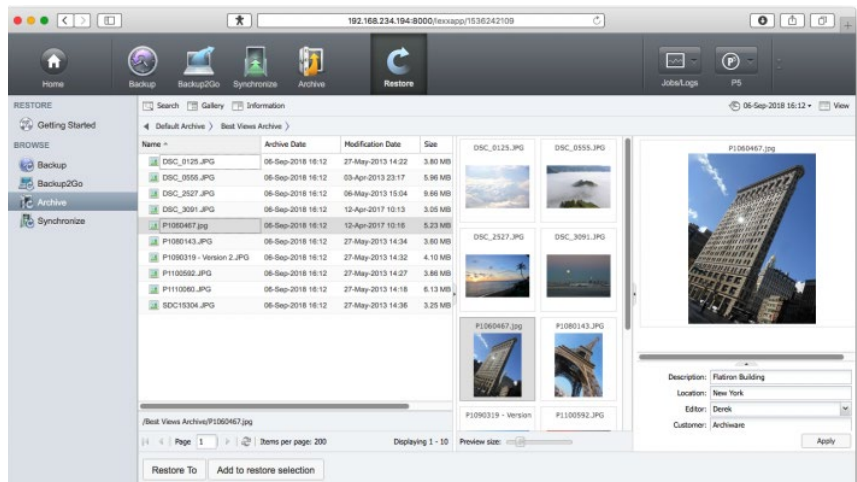 192.168.234.194:8000/lexxapp/1536242109
Home
Backup
Backup2Go
Synchronize
Archive
Restore
Jobs/Logs
P5
RESTORE
Getting Started
BROWSE
Backup
Backup2Go
Archive
Synchronize
Search Gallery Information
06-Sep-2018 16:12 View
Default Archive Best Views Archive
Name Archive Date Modification Date Size
DSC_0125.JPG 06-Sep-2018 16:12 27-May-2013 14:22 3.80 MB
DSC_0555.JPG 06-Sep-2018 16:12 03-Apr-2013 23:17 5.96 MB
DSC_2527.JPG 06-Sep-2018 16:12 06-May-2013 15:04 9.66 MB
DSC_3091.JPG 06-Sep-2018 16:12 12-Apr-2017 10:13 3.05 MB
P1060467.jpg 06-Sep-2018 16:12 12-Apr-2017 10:16 5.23 MB
P1080143.JPG 06-Sep-2018 16:12 27-May-2013 14:34 3.60 MB
P1090319 - Version 2.JPG 06-Sep-2018 16:12 27-May-2013 14:32 4.10 MB
P1100592.JPG 06-Sep-2018 16:12 27-May-2013 14:27 3.86 MB
P1110060.JPG 06-Sep-2018 16:12 27-May-2013 14:18 6.13 MB
SDC15304.JPG 06-Sep-2018 16:12 27-May-2013 14:36 3.25 MB
/Best Views Archive/P1060467.jpg
Page 1 Items per page: 200 Displaying 1 - 10
DSC_0125.JPG DSC_0555.JPG
DSC_2527.JPG DSC_3091.JPG
P1060467.jpg P1080143.JPG
P1090319 - Version P1100592.JPG
Preview size:
P1060467.jpg
Description: Flatiron Building
Location: New York
Editor: Derek
Customer: Archiware
Apply
Restore To Add to restore selection